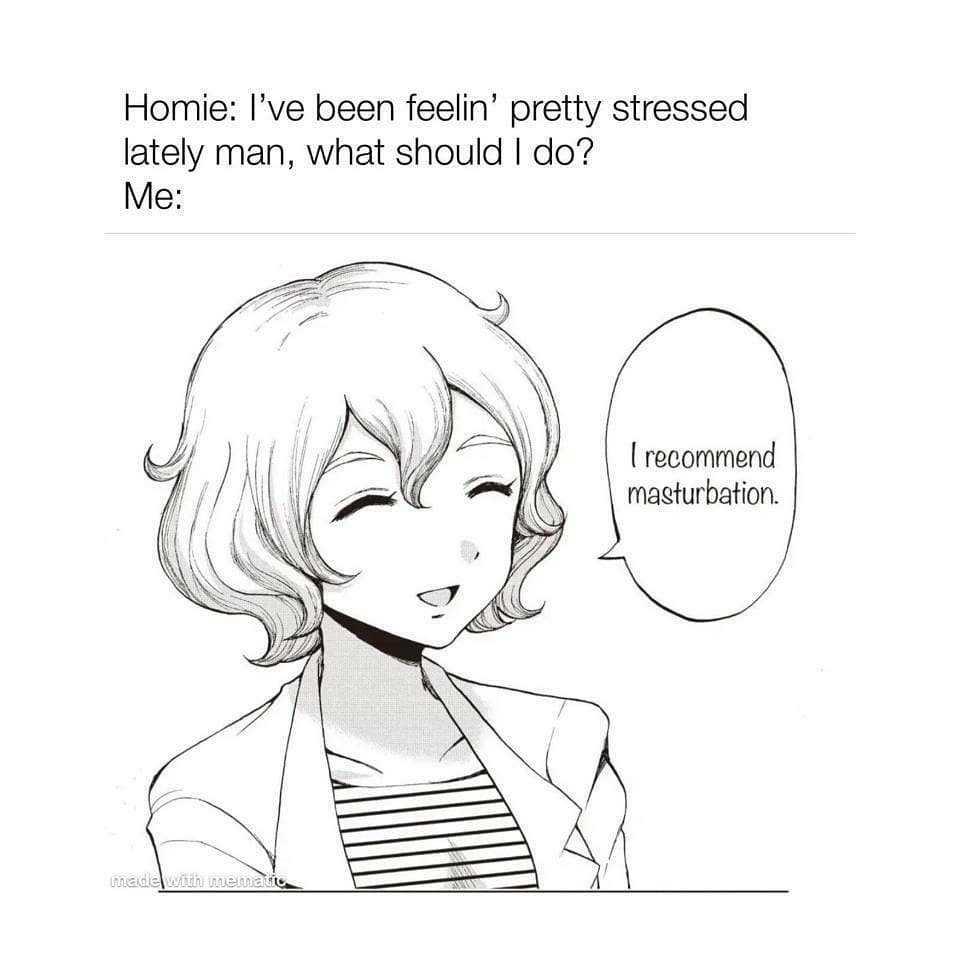 Homie: I’ve been feelin’ pretty stressed
lately man, what should I do?
Me:
I recommend
masturbation.
made with mematic